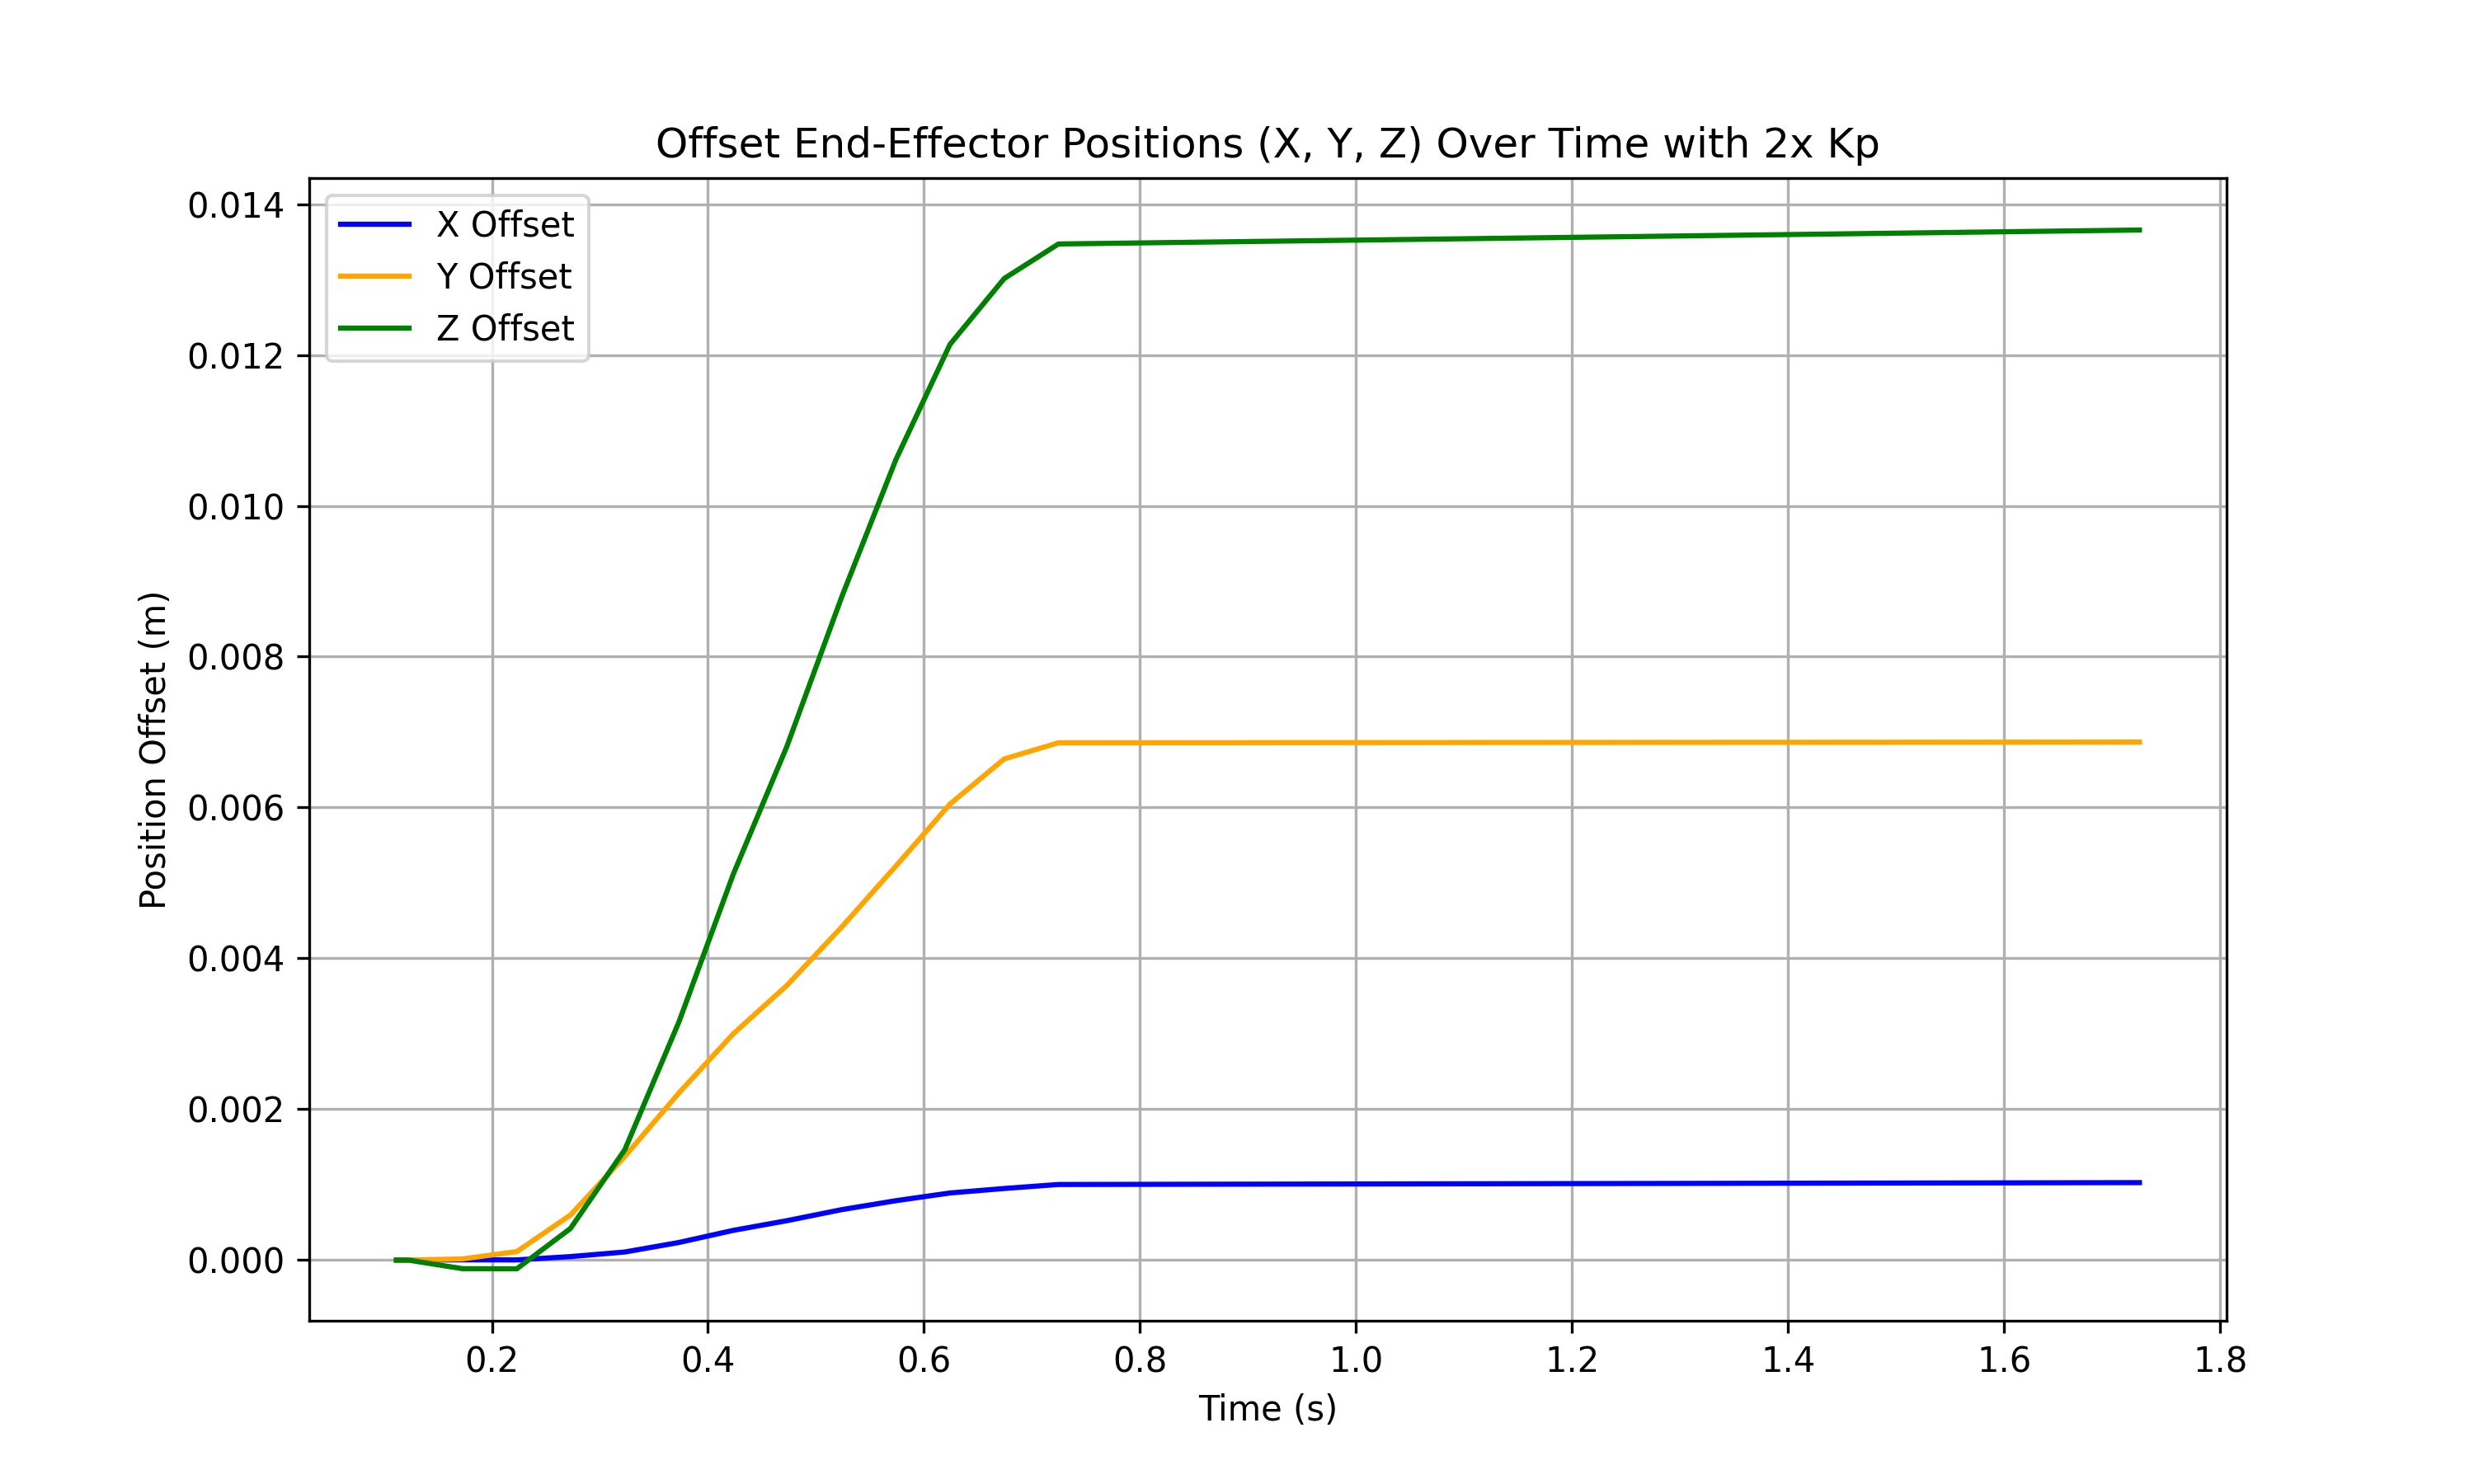 Offset End-Effector Positions (X, Y, Z) Over Time with 2x Kp
X Offset
Y Offset
Z Offset
Position Offset (m)
0.014
0.012
0.010
0.008
0.006
0.004
0.002
0.000
0.2 0.4 0.6 0.8 1.0 1.2 1.4 1.6 1.8
Time (s)